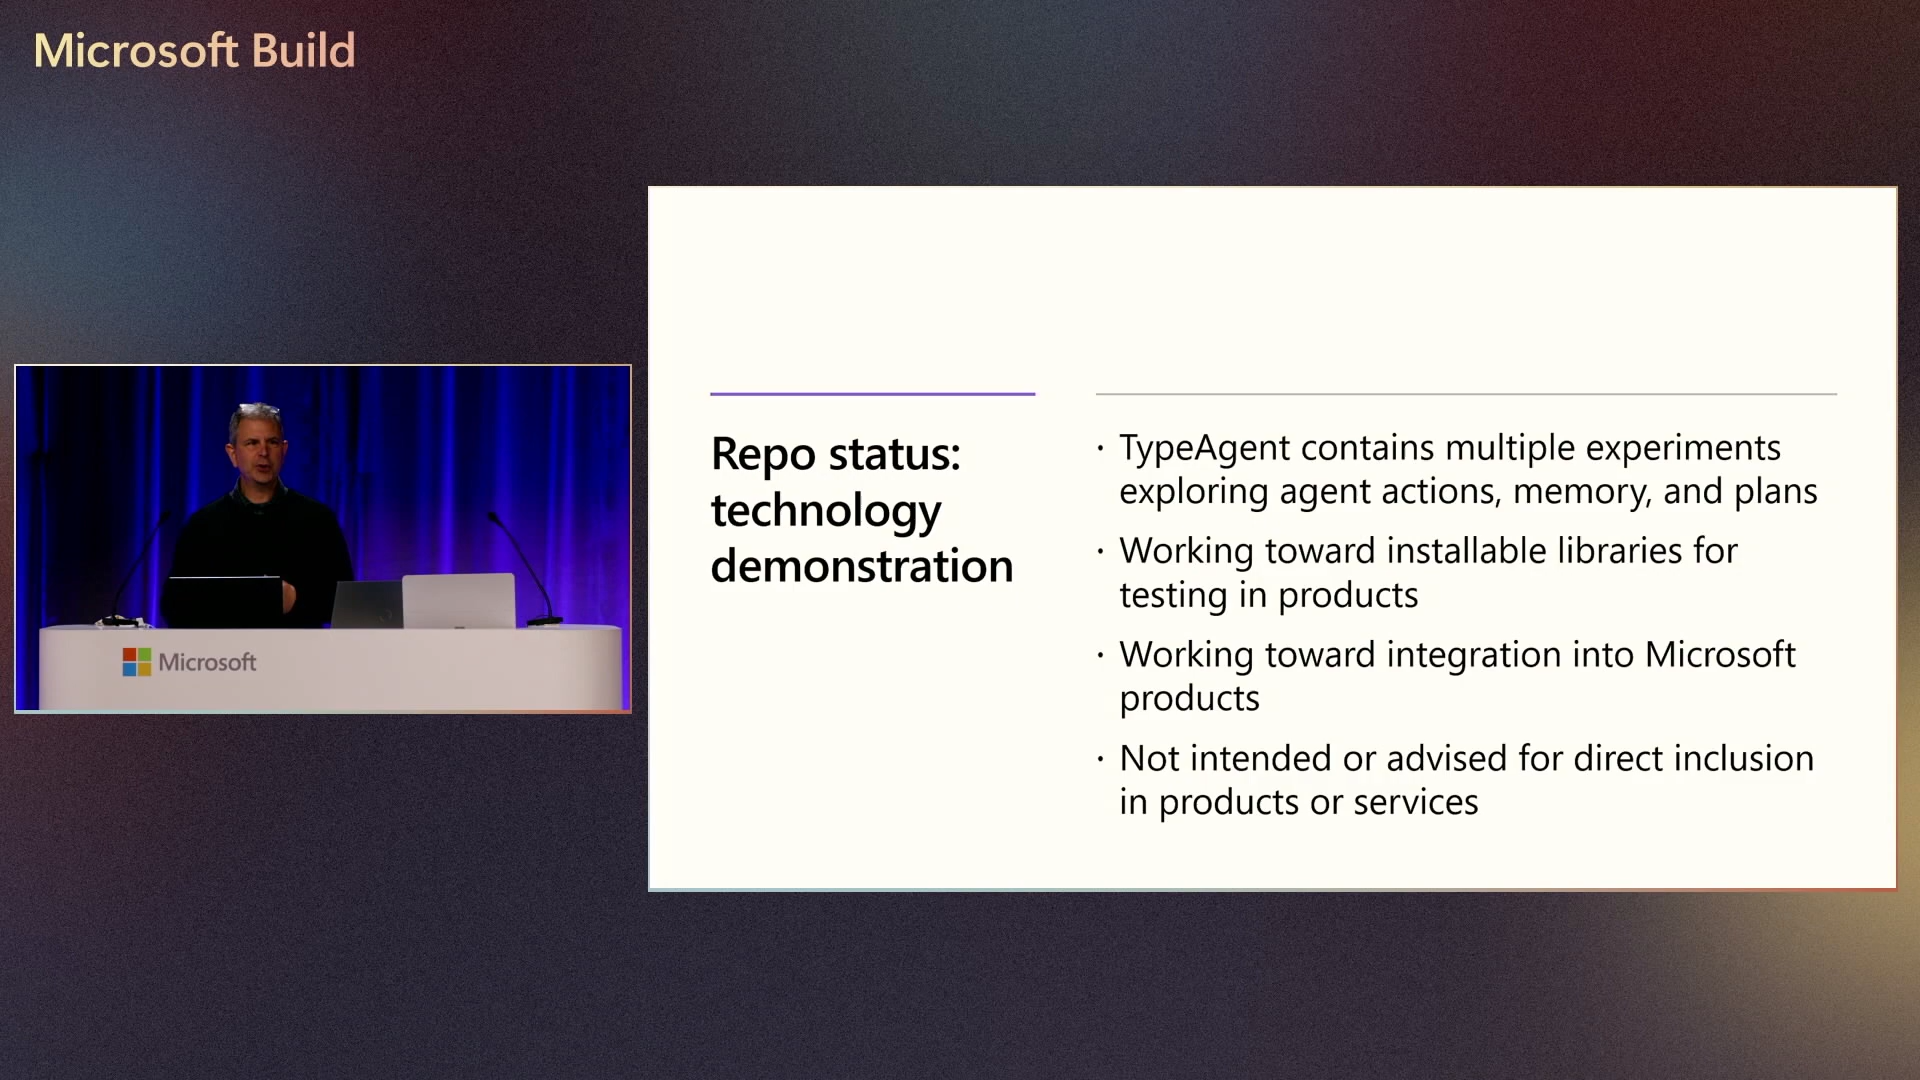 Microsoft Build
Microsoft
Repo status:
technology
demonstration
· TypeAgent contains multiple experiments
exploring agent actions, memory, and plans
· Working toward installable libraries for
testing in products
· Working toward integration into Microsoft
products
· Not intended or advised for direct inclusion
in products or services